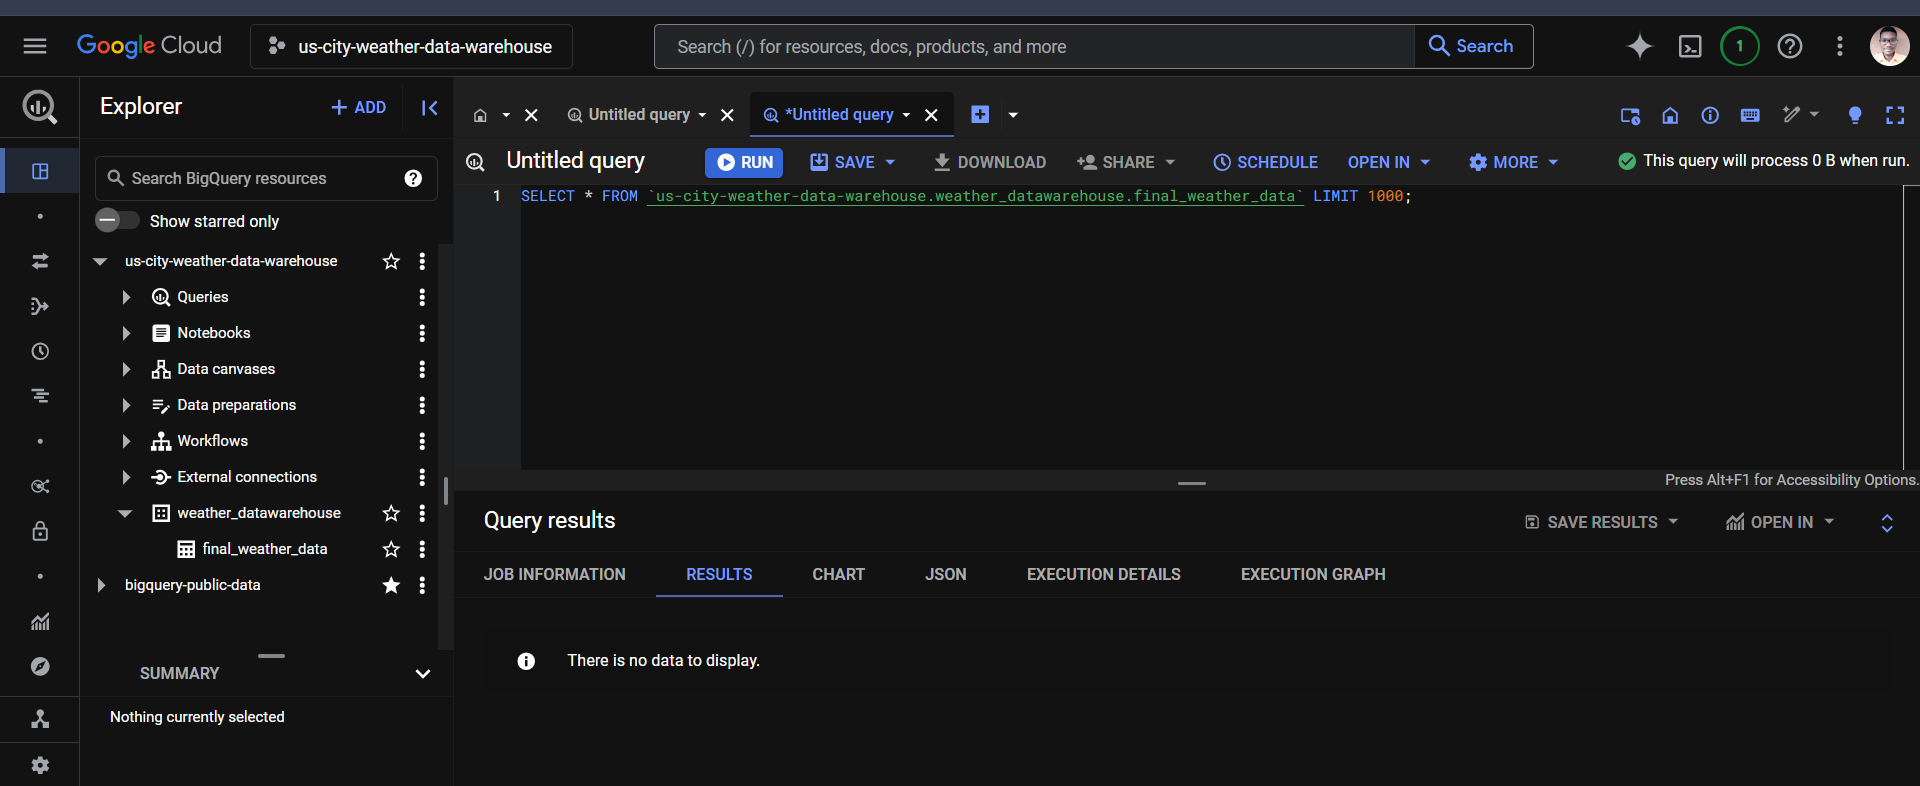 Google Cloud
us-city-weather-data-warehouse
Search (/) for resources, docs, products, and more
Search
1
Explorer
+ ADD
Search BigQuery resources
Show starred only
us-city-weather-data-warehouse
Queries
Notebooks
Data canvases
Data preparations
Workflows
External connections
weather_datawarehouse
final_weather_data
bigquery-public-data
SUMMARY
Nothing currently selected
Untitled query
*Untitled query
Untitled query
RUN
SAVE
DOWNLOAD
SHARE
SCHEDULE
OPEN IN
MORE
This query will process 0 B when run.
1 SELECT * FROM `us-city-weather-data-warehouse.weather_datawarehouse.final_weather_data` LIMIT 1000;
Press Alt+F1 for Accessibility Options.
Query results
SAVE RESULTS
OPEN IN
JOB INFORMATION
RESULTS
CHART
JSON
EXECUTION DETAILS
EXECUTION GRAPH
There is no data to display.